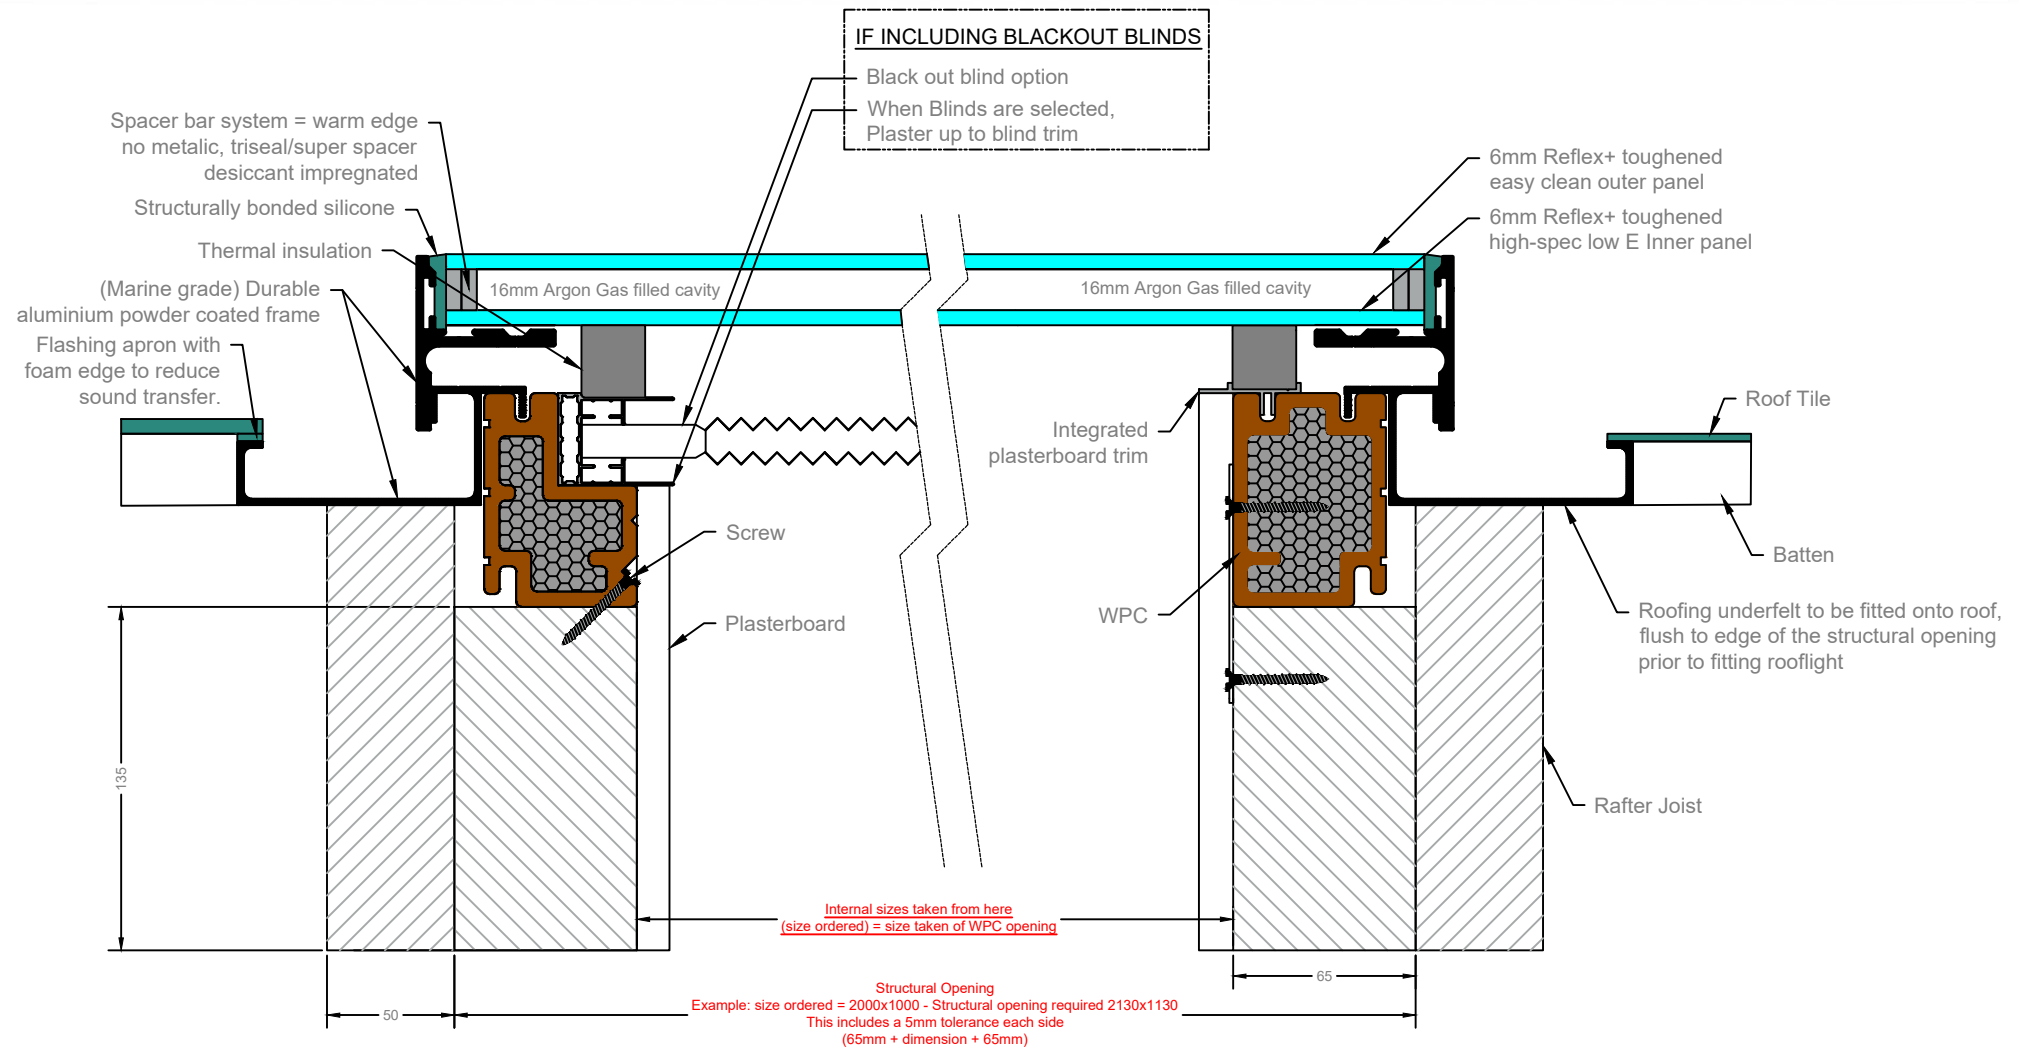 IF INCLUDING BLACKOUT BLINDS
Black out blind option
When Blinds are selected,
Plaster up to blind trim
Spacer bar system = warm edge
no metalic, triseal/super spacer
desiccant impregnated
Structurally bonded silicone
Thermal insulation
(Marine grade) Durable
aluminium powder coated frame
Flashing apron with
foam edge to reduce
sound transfer.
6mm Reflex+ toughened
easy clean outer panel
6mm Reflex+ toughened
high-spec low E Inner panel
16mm Argon Gas filled cavity
16mm Argon Gas filled cavity
Roof Tile
Integrated
plasterboard trim
Screw
Batten
Plasterboard
WPC
Roofing underfelt to be fitted onto roof,
flush to edge of the structural opening
prior to fitting rooflight
135
Rafter Joist
Internal sizes taken from here
(size ordered) = size taken of WPC opening
65
50
Structural Opening
Example: size ordered = 2000x1000 - Structural opening required 2130x1130
This includes a 5mm tolerance each side
(65mm + dimension + 65mm)